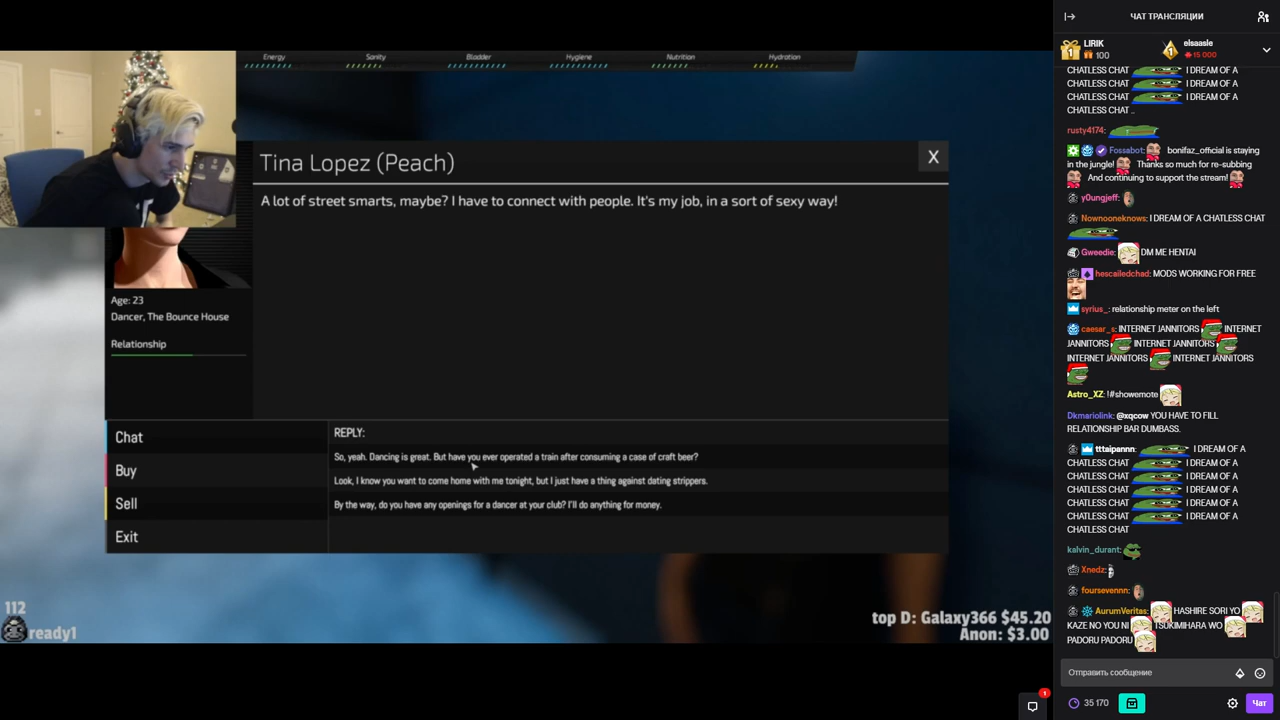 Energy
Sanity
Bladder
Hygiene
Nutrition
Hydration
Tina Lopez (Peach)
X
A lot of street smarts, maybe? I have to connect with people. It's my job, in a sort of sexy way!
Age: 23
Dancer, The Bounce House
Relationship
Chat
Buy
Sell
Exit
REPLY:
So, yeah. Dancing is great. But have you ever operated a train after consuming a case of craft beer?
Look, I know you want to come home with me tonight, but I just have a thing against dating strippers.
By the way, do you have any openings for a dancer at your club? I'll do anything for money.
112
ready1
top D: Galaxy366 $45.20
Anon: $3.00
ЧАТ ТРАНСЛЯЦИИ
1 LIRIK
100
1 elsaasle
15 000
CHATLESS CHAT I DREAM OF A
CHATLESS CHAT I DREAM OF A
CHATLESS CHAT I DREAM OF A
CHATLESS CHAT ..
rusty4174:
Fossabot: bonifaz_official is staying
in the jungle! Thanks so much for re-subbing
And continuing to support the stream!
y0ungjeff:
Nownooneknows: I DREAM OF A CHATLESS CHAT
Gweedie: DM ME HENTAI
hescailedchad: MODS WORKING FOR FREE
syrius_: relationship meter on the left
caesar_s: INTERNET JANNITORS INTERNET
JANNITORS INTERNET JANNITORS
INTERNET JANNITORS INTERNET JANNITORS
Astro_XZ: !#showemote
Dkmariolink: @xqcow YOU HAVE TO FILL
RELATIONSHIP BAR DUMBASS.
tttaipannn: I DREAM OF A
CHATLESS CHAT I DREAM OF A
CHATLESS CHAT I DREAM OF A
CHATLESS CHAT I DREAM OF A
CHATLESS CHAT I DREAM OF A
CHATLESS CHAT I DREAM OF A
CHATLESS CHAT
kalvin_durant:
Xnedz:
foursevennn:
AurumVeritas: HASHIRE SORI YO
KAZE NO YOU NI TSUKIMIHARA WO
PADORU PADORU
Отправить сообщение
1
35 170
Чат